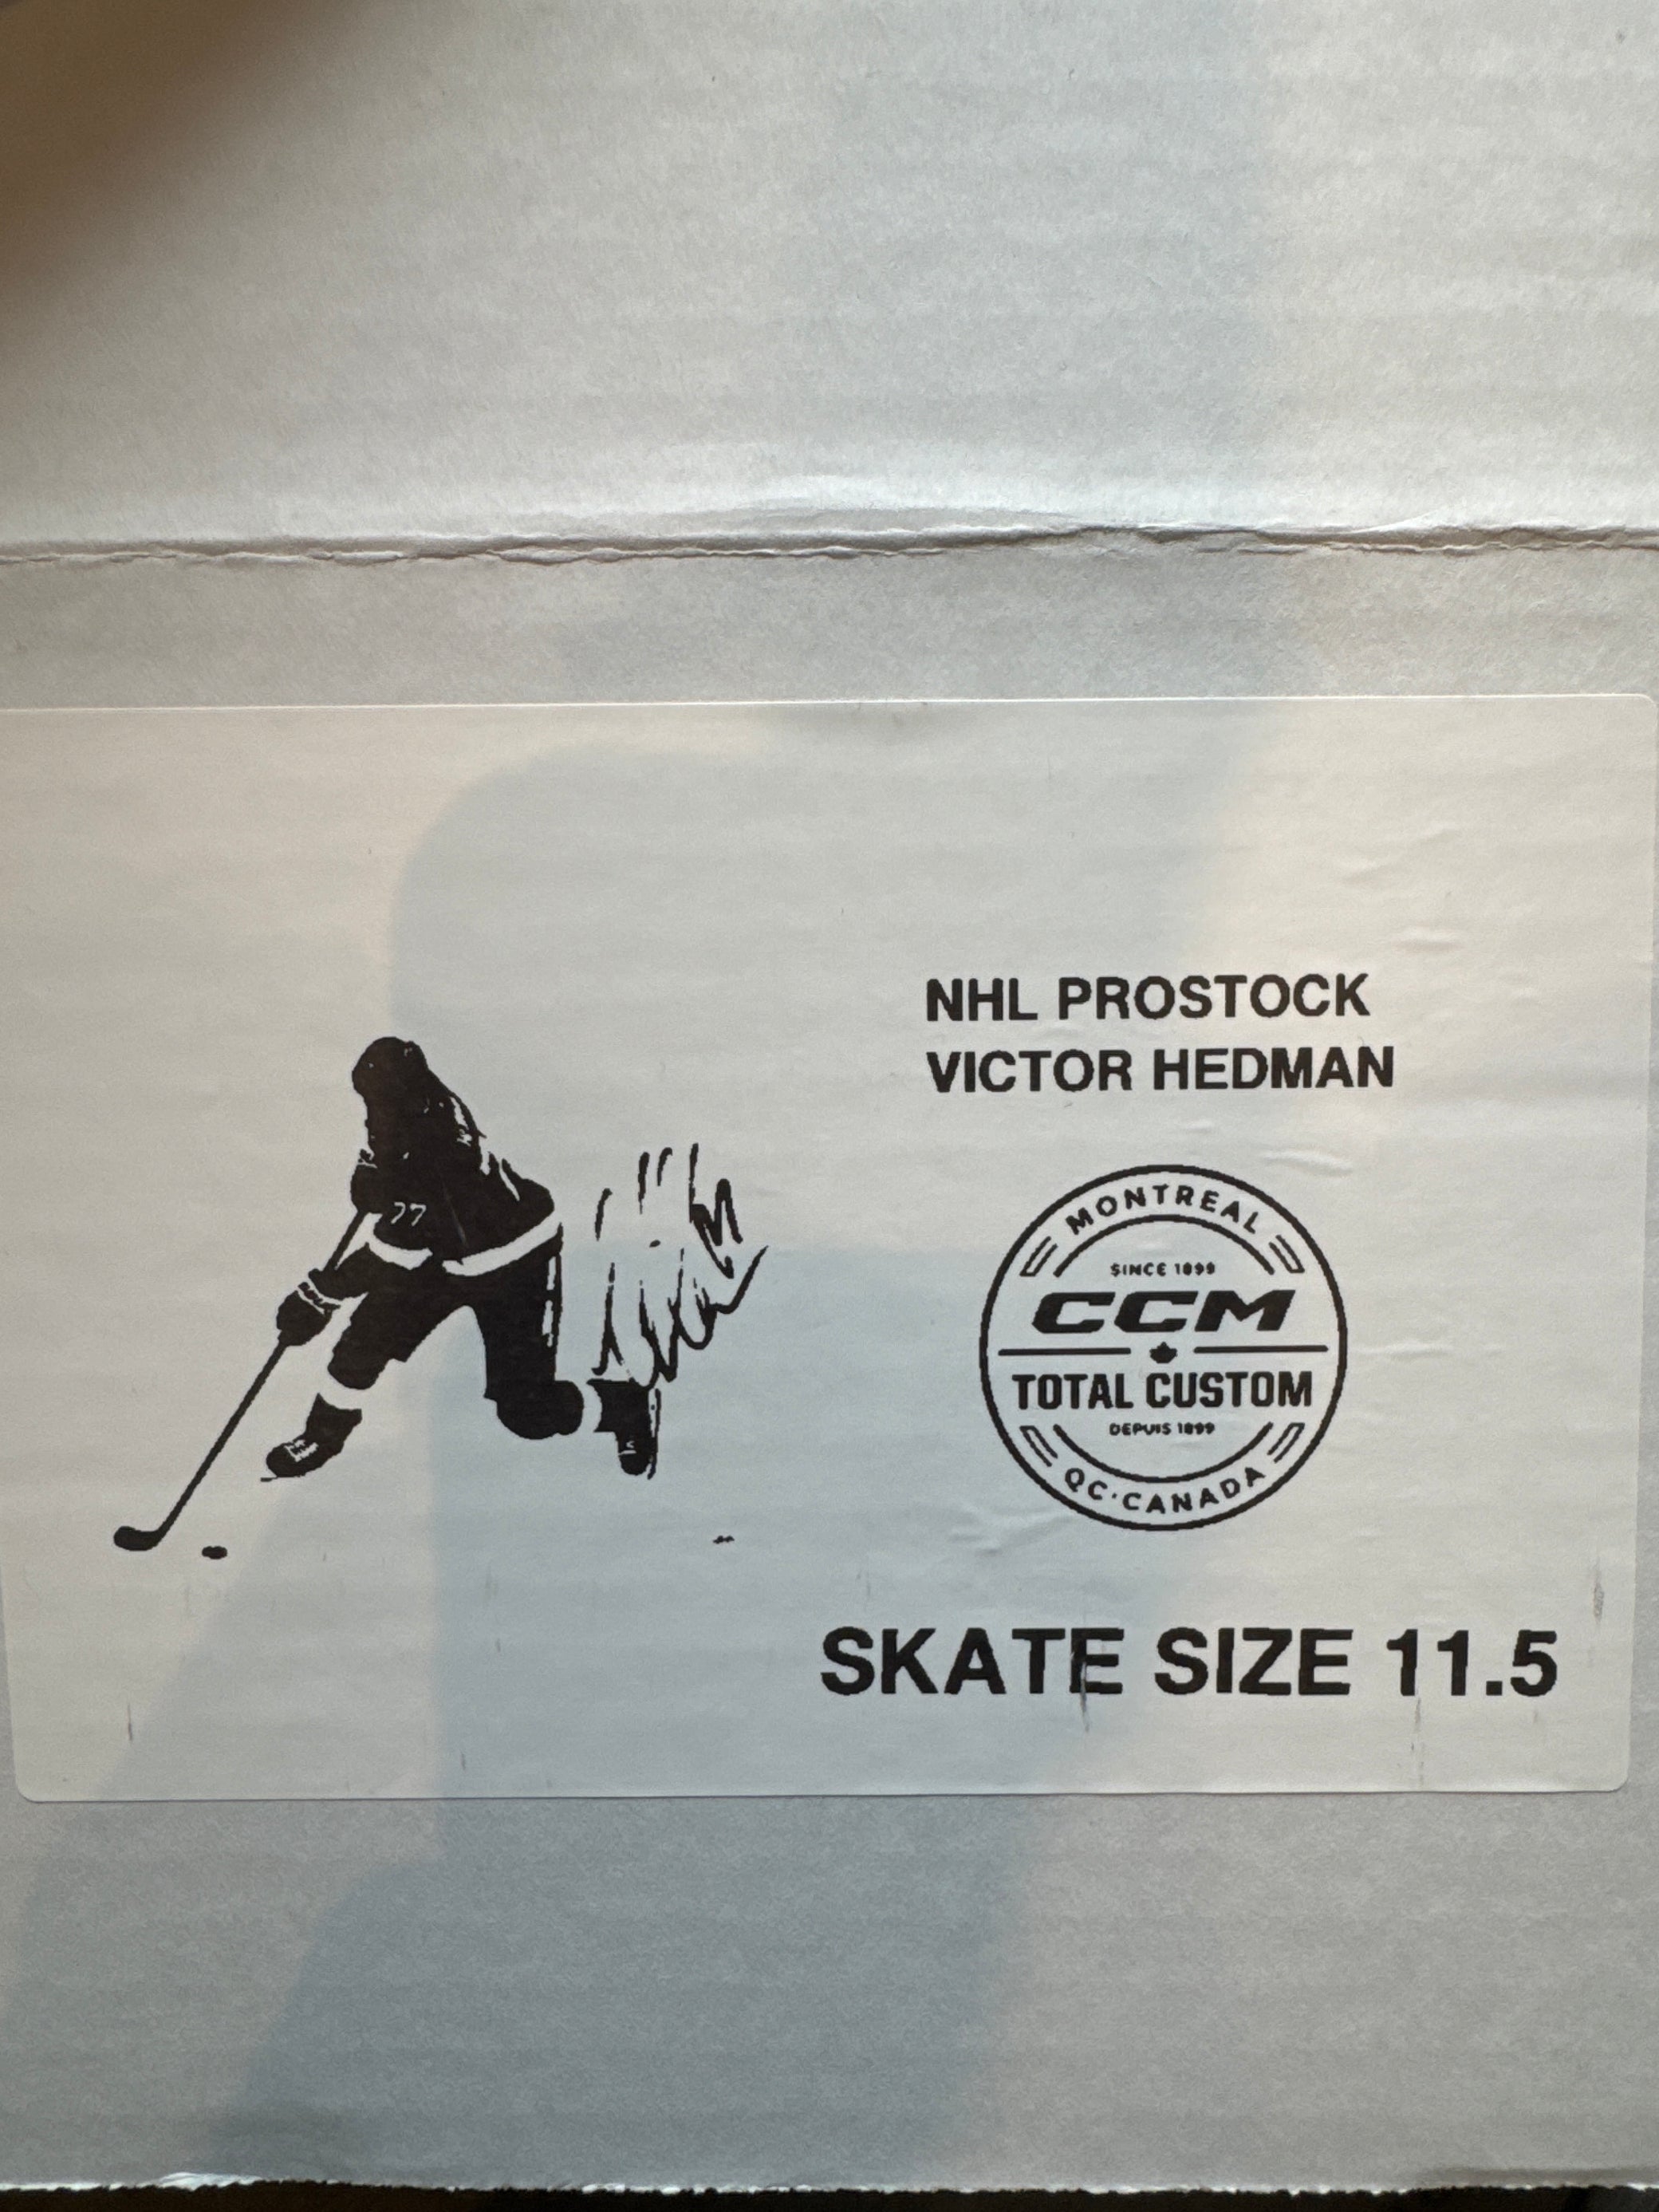 NHL PROSTOCK
VICTOR HEDMAN
77
MONTREAL
SINCE 1899
CCM
TOTAL CUSTOM
DEPUIS 1899
QC·CANADA
SKATE SIZE 11.5